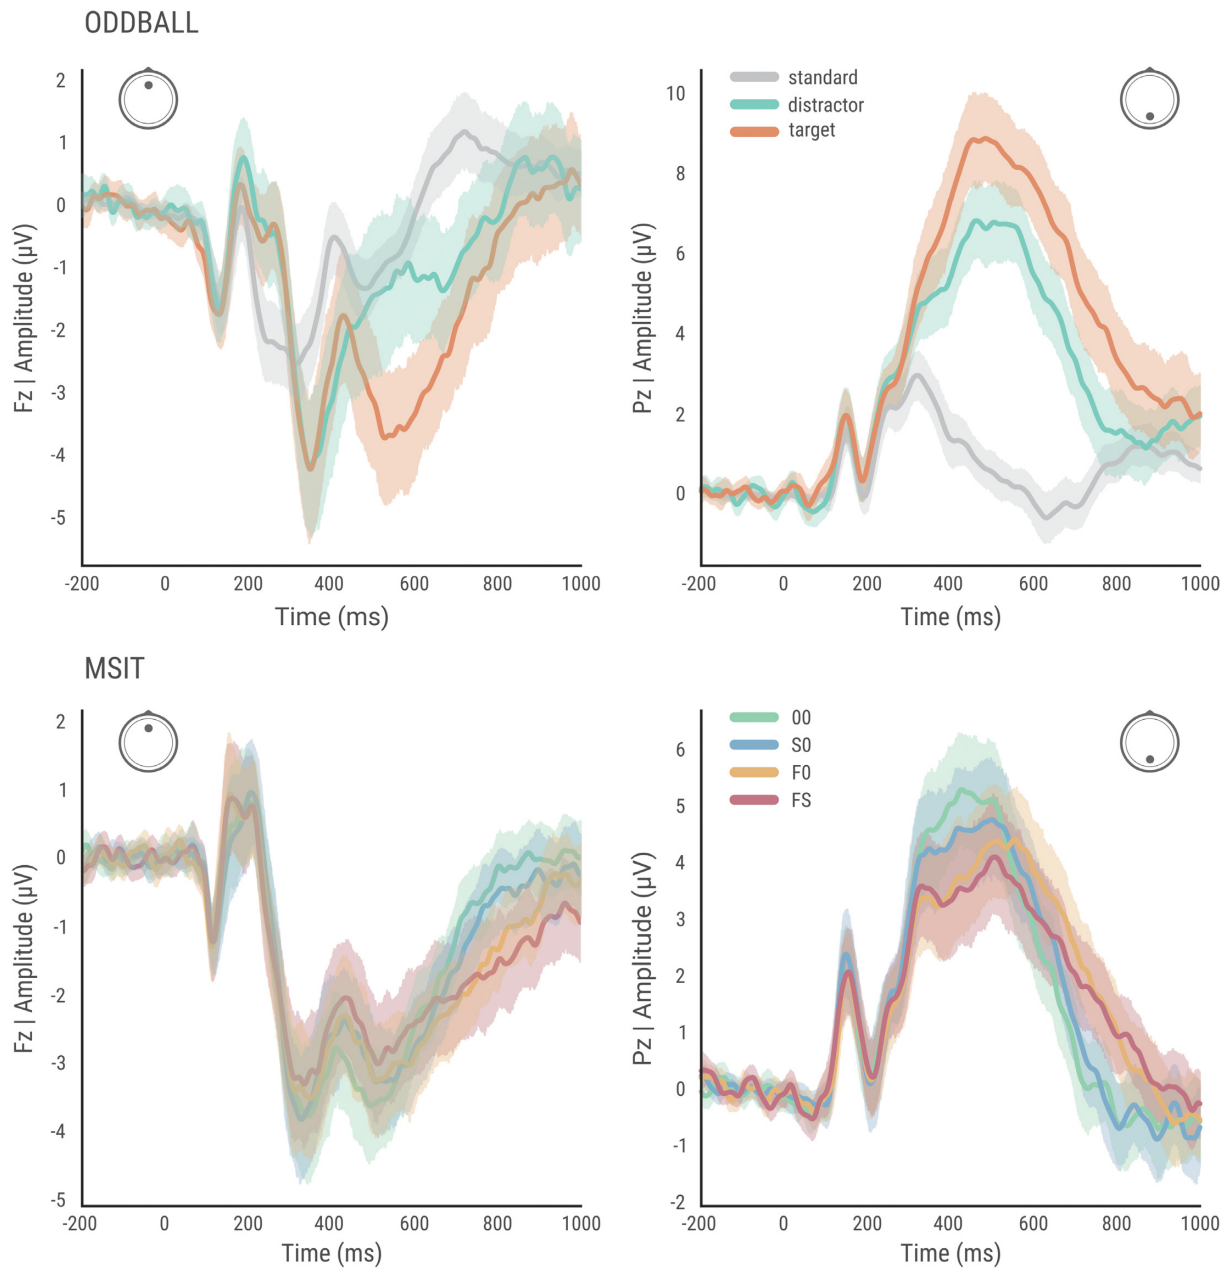 ODDBALL
Fz | Amplitude (µV)
2
1
0
-1
-2
-3
-4
-5
-200 0 200 400 600 800 1000
Time (ms)
standard
distractor
target
Pz | Amplitude (µV)
10
8
6
4
2
0
-200 0 200 400 600 800 1000
Time (ms)
MSIT
Fz | Amplitude (µV)
2
1
0
-1
-2
-3
-4
-5
-200 0 200 400 600 800 1000
Time (ms)
00
S0
F0
FS
Pz | Amplitude (µV)
6
5
4
3
2
1
0
-1
-2
-200 0 200 400 600 800 1000
Time (ms)